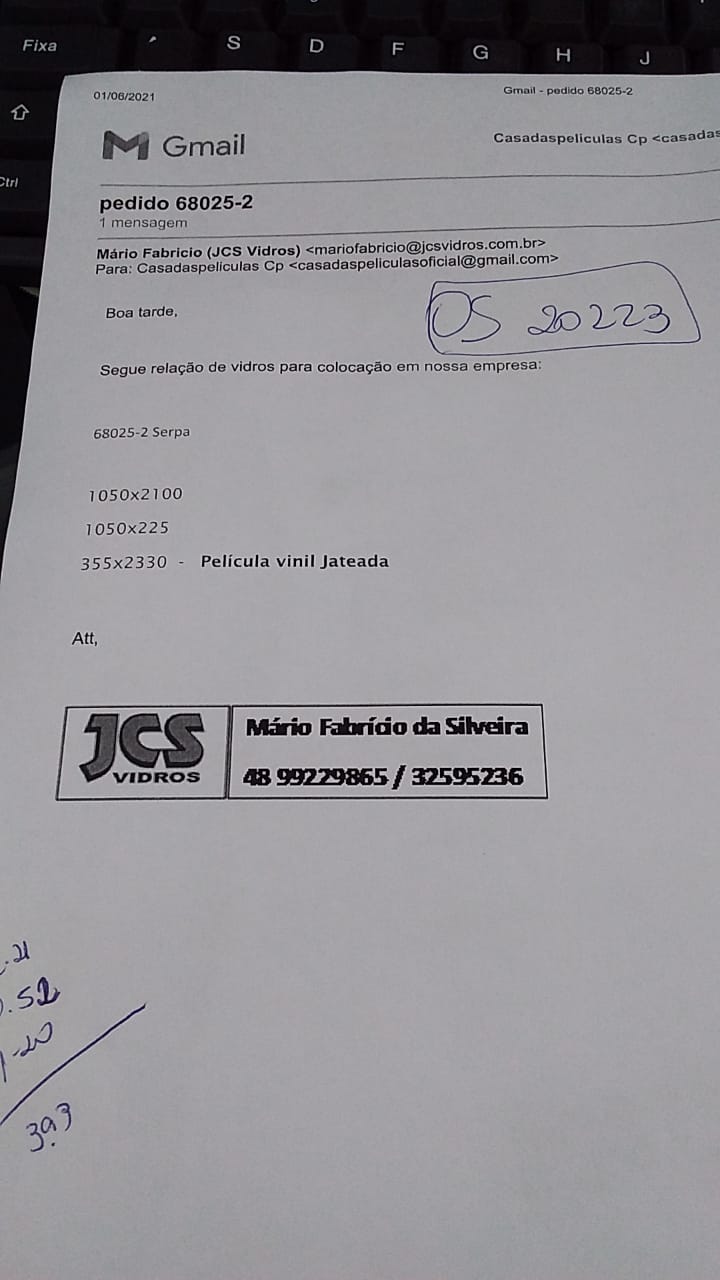 Fixa
S D F G H J
Ctrl
01/06/2021
Gmail - pedido 68025-2
Gmail
Casadaspeliculas Cp <casadas
pedido 68025-2
1 mensagem
Mário Fabricio (JCS Vidros) <mariofabricio@jcsvidros.com.br>
Para: Casadaspeliculas Cp <casadaspeliculasoficial@gmail.com>
OS 20223
Boa tarde,
Segue relação de vidros para colocação em nossa empresa:
68025-2 Serpa
1050x2100
1050x225
355x2330 - Película vinil Jateada
Att,
JCS
VIDROS
Mário Fabrício da Silveira
48 99229865 / 32595236
.21
.52